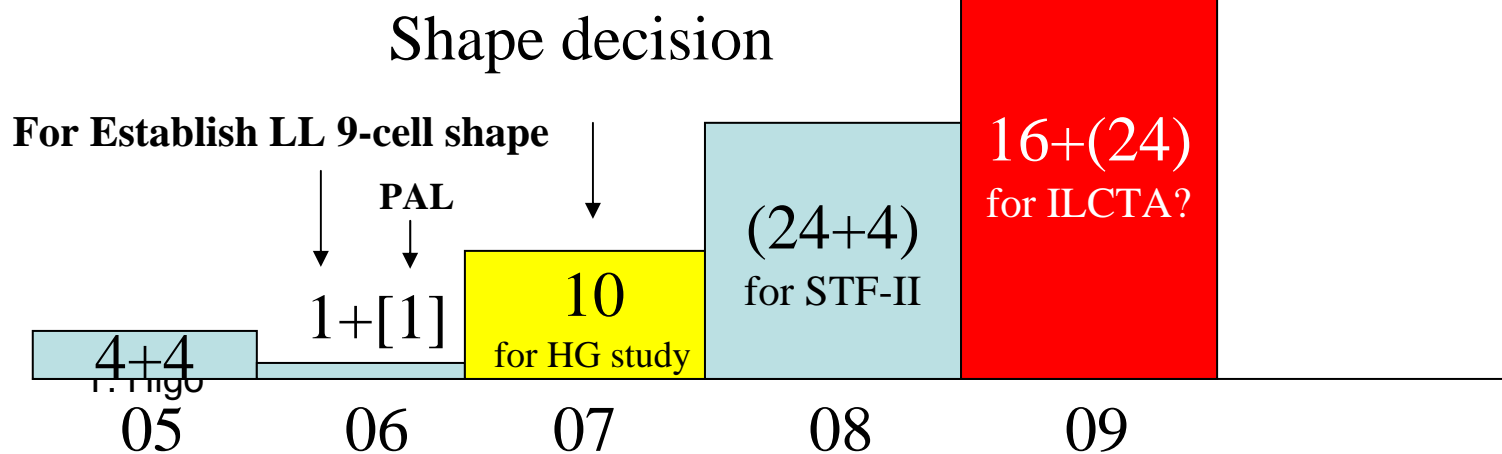 Shape decision
For Establish LL 9-cell shape
PAL
16+(24)
for ILCTA?
(24+4)
for STF-II
1+[1]
10
for HG study
4+4
T. Higo
05 06 07 08 09